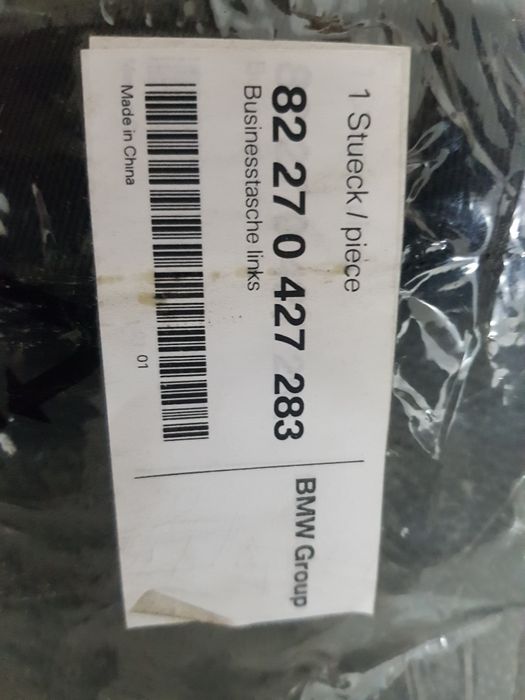 1 Stueck / piece
82 27 0 427 283
Businesstasche links
01
Made in China
BMW Group